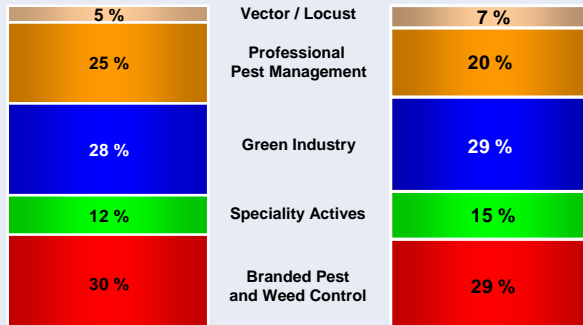 5 %
Vector / Locust
7 %
25 %
Professional
Pest Management
20 %
28 %
Green Industry
29 %
12 %
Speciality Actives
15 %
30 %
Branded Pest
and Weed Control
29 %